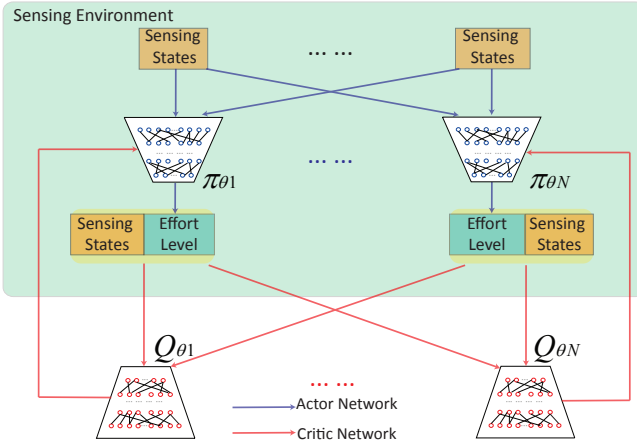 Sensing Environment
Sensing
States
... ...
Sensing
States
... ...
πθ1
πθN
Sensing
States
Effort
Level
Effort
Level
Sensing
States
Qθ1
QθN
... ...
Actor Network
Critic Network